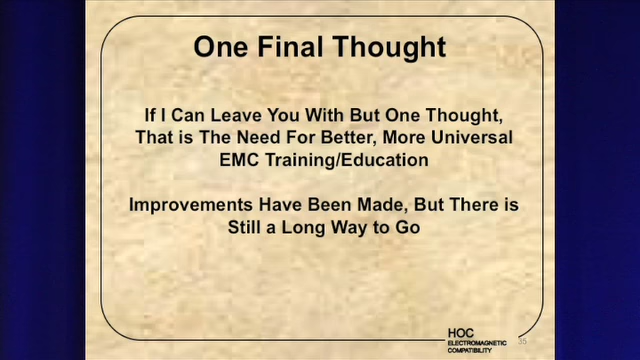 One Final Thought
If I Can Leave You With But One Thought,
That is The Need For Better, More Universal
EMC Training/Education
Improvements Have Been Made, But There is
Still a Long Way to Go
HOC
ELECTROMAGNETIC
COMPATIBILITY
35